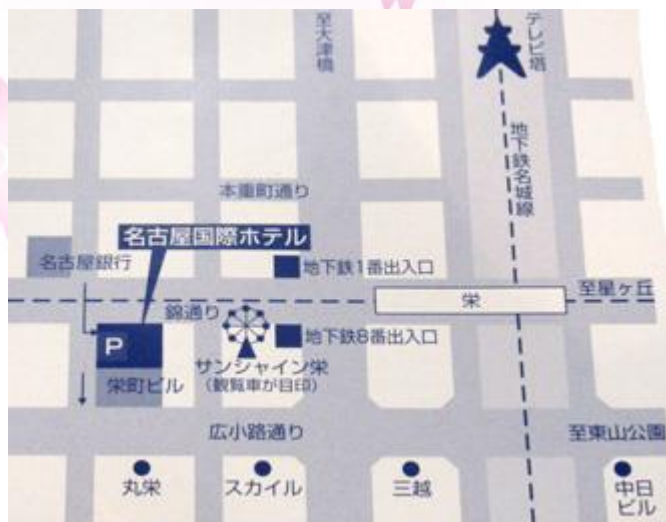 至大津橋
テレビ塔
地下鉄名城線
本重町通り
名古屋国際ホテル
名古屋銀行
地下鉄1番出入口
栄
至星ヶ丘
錦通り
P
地下鉄8番出入口
サンシャイン栄
(観覧車が目印)
栄町ビル
広小路通り
至東山公園
丸栄
スカイル
三越
中日
ビル